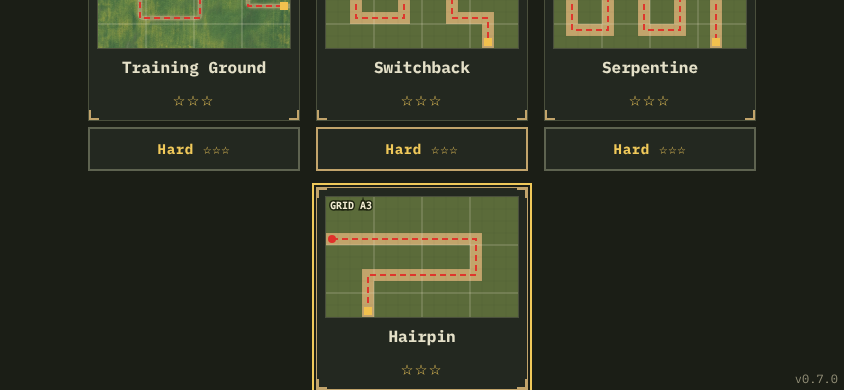 Training Ground
☆☆☆
Switchback
☆☆☆
Serpentine
☆☆☆
Hard ☆☆☆
Hard ☆☆☆
Hard ☆☆☆
GRID A3
Hairpin
☆☆☆
v0.7.0